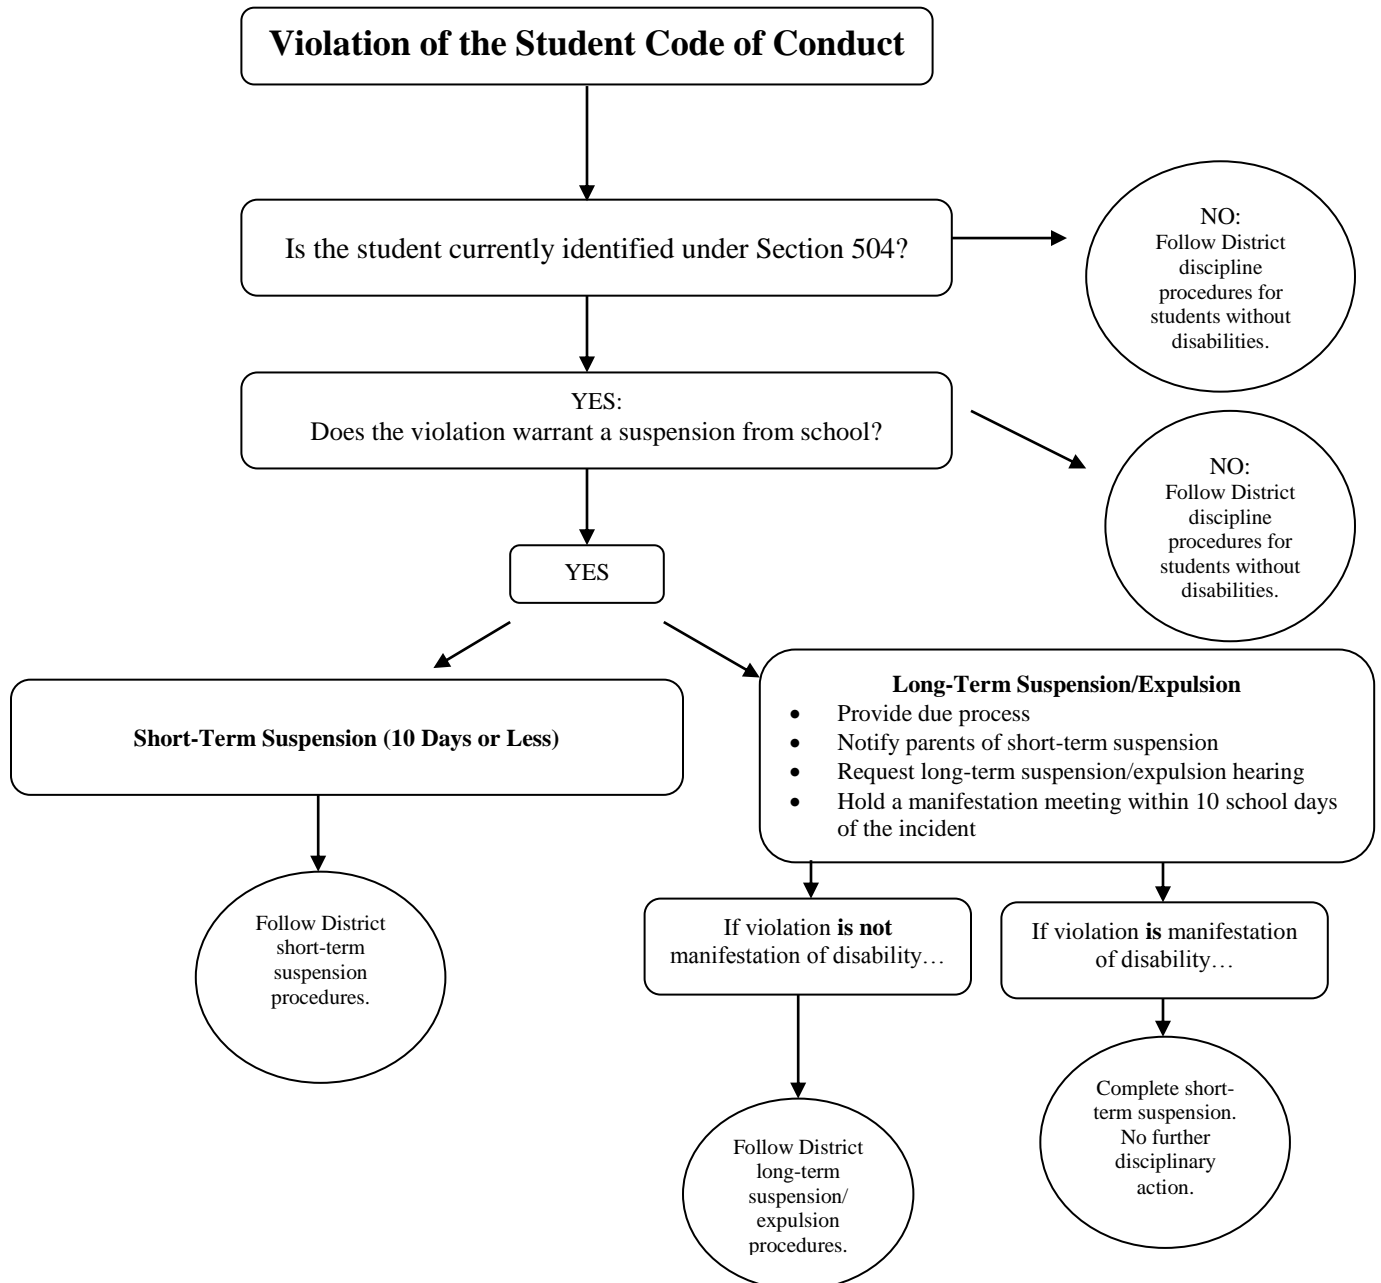 Violation of the Student Code of Conduct
Is the student currently identified under Section 504?
NO:
Follow District
discipline
procedures for
students without
disabilities.
YES:
Does the violation warrant a suspension from school?
NO:
Follow District
discipline
procedures for
students without
disabilities.
YES
Short-Term Suspension (10 Days or Less)
Long-Term Suspension/Expulsion
• Provide due process
• Notify parents of short-term suspension
• Request long-term suspension/expulsion hearing
• Hold a manifestation meeting within 10 school days
of the incident
Follow District
short-term
suspension
procedures.
If violation is not
manifestation of disability…
If violation is manifestation
of disability…
Follow District
long-term
suspension/
expulsion
procedures.
Complete short-
term suspension.
No further
disciplinary
action.